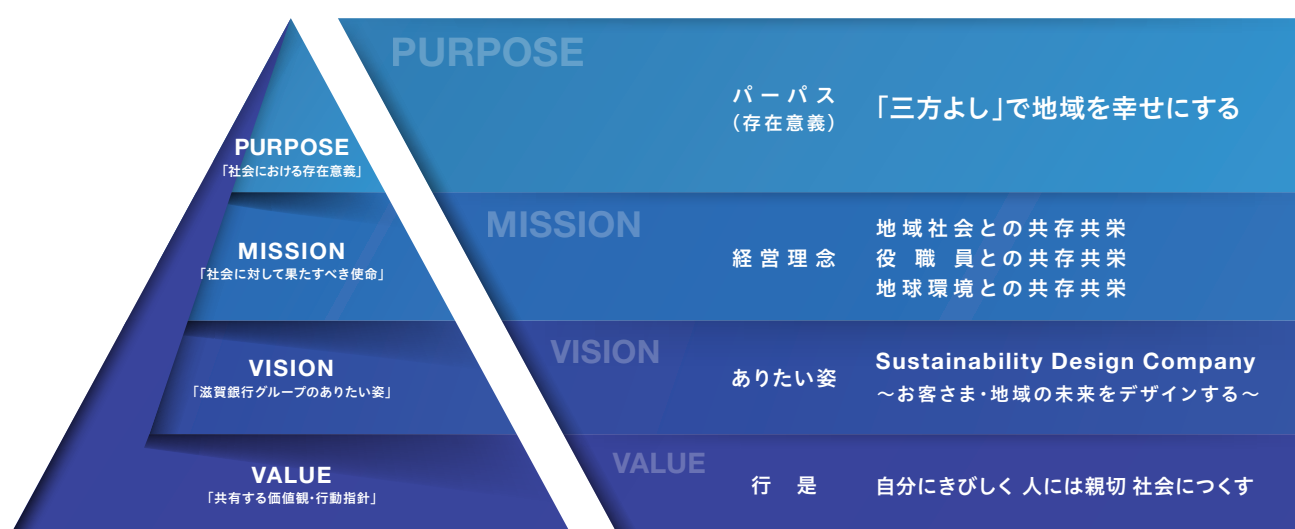 PURPOSE
「社会における存在意義」
MISSION
「社会に対して果たすべき使命」
VISION
「滋賀銀行グループのありたい姿」
VALUE
「共有する価値観・行動指針」
PURPOSE
パーパス
（存在意義）
「三方よし」で地域を幸せにする
MISSION
経営理念
地域社会との共存共栄
役職員との共存共栄
地球環境との共存共栄
VISION
ありたい姿
Sustainability Design Company
～お客さま・地域の未来をデザインする～
VALUE
行是
自分にきびしく 人には親切 社会につくす